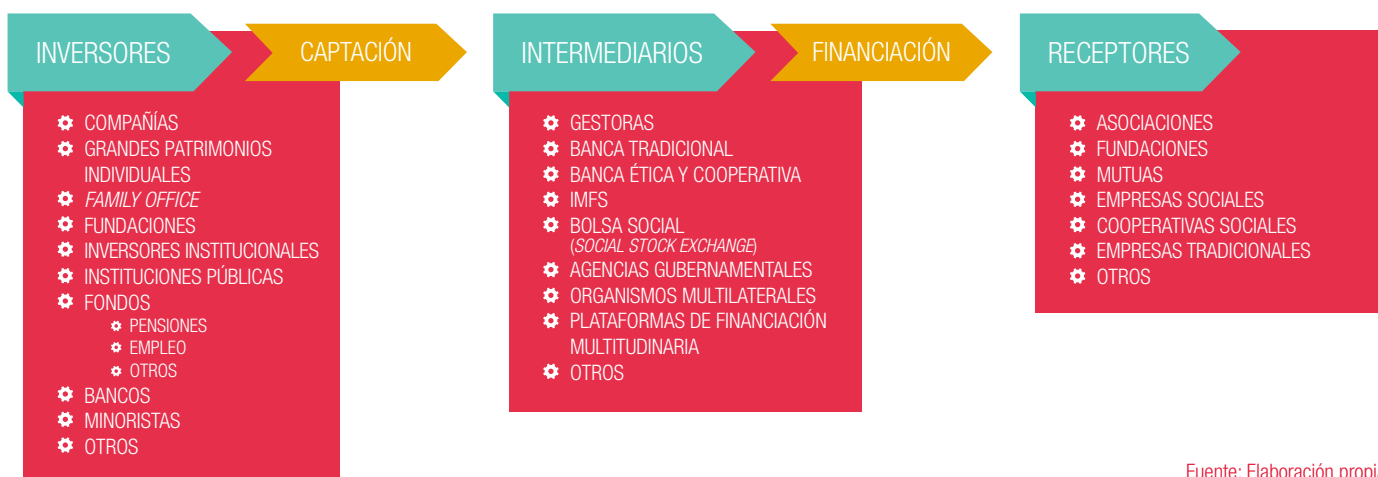 INVERSORES
CAPTACIÓN
COMPAÑÍAS
GRANDES PATRIMONIOS
INDIVIDUALES
FAMILY OFFICE
FUNDACIONES
INVERSORES INSTITUCIONALES
INSTITUCIONES PÚBLICAS
FONDOS
PENSIONES
EMPLEO
OTROS
BANCOS
MINORISTAS
OTROS
INTERMEDIARIOS
FINANCIACIÓN
GESTORAS
BANCA TRADICIONAL
BANCA ÉTICA Y COOPERATIVA
IMFS
BOLSA SOCIAL
(SOCIAL STOCK EXCHANGE)
AGENCIAS GUBERNAMENTALES
ORGANISMOS MULTILATERALES
PLATAFORMAS DE FINANCIACIÓN
MULTITUDINARIA
OTROS
RECEPTORES
ASOCIACIONES
FUNDACIONES
MUTUAS
EMPRESAS SOCIALES
COOPERATIVAS SOCIALES
EMPRESAS TRADICIONALES
OTROS
Fuente: Elaboración propia